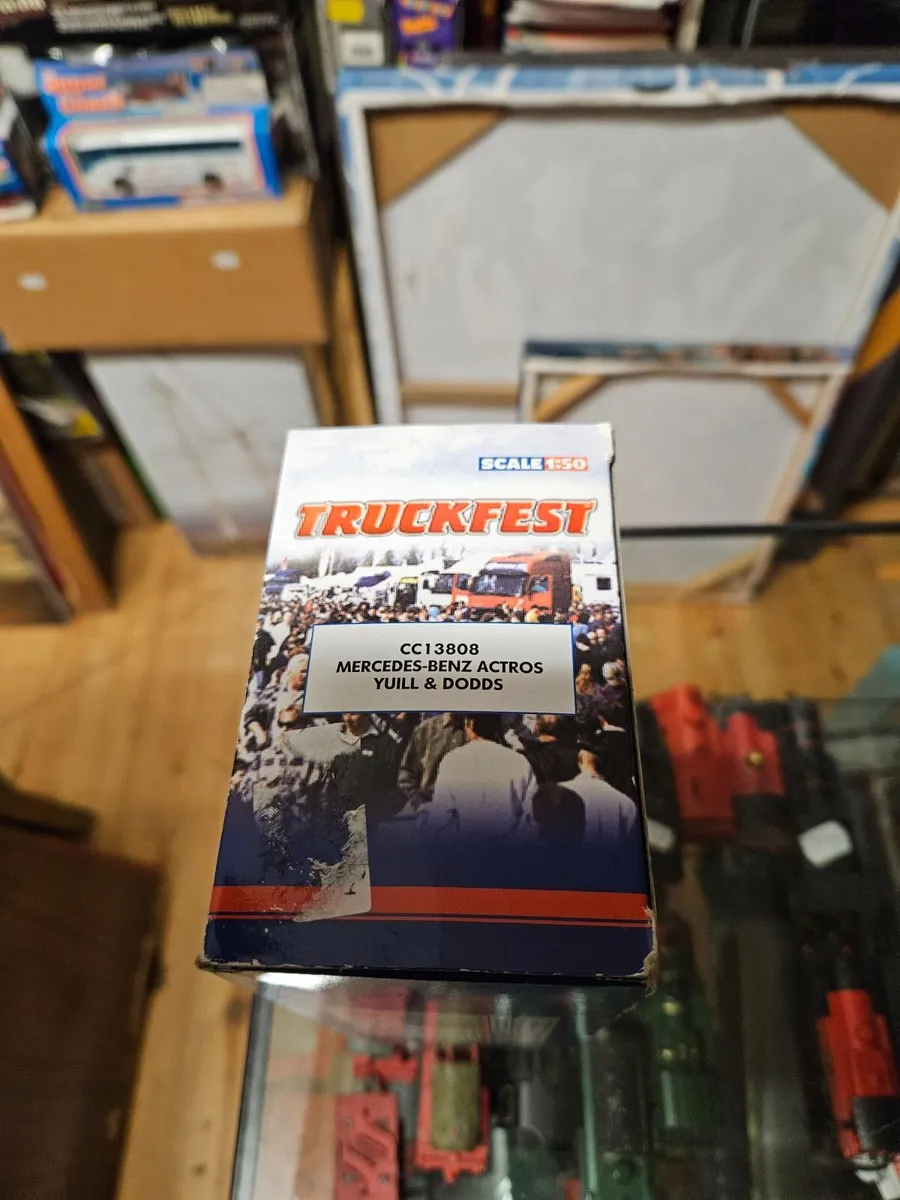 SCALE 1:50
TRUCKFEST
CC13808
MERCEDES-BENZ ACTROS
YUILL & DODDS